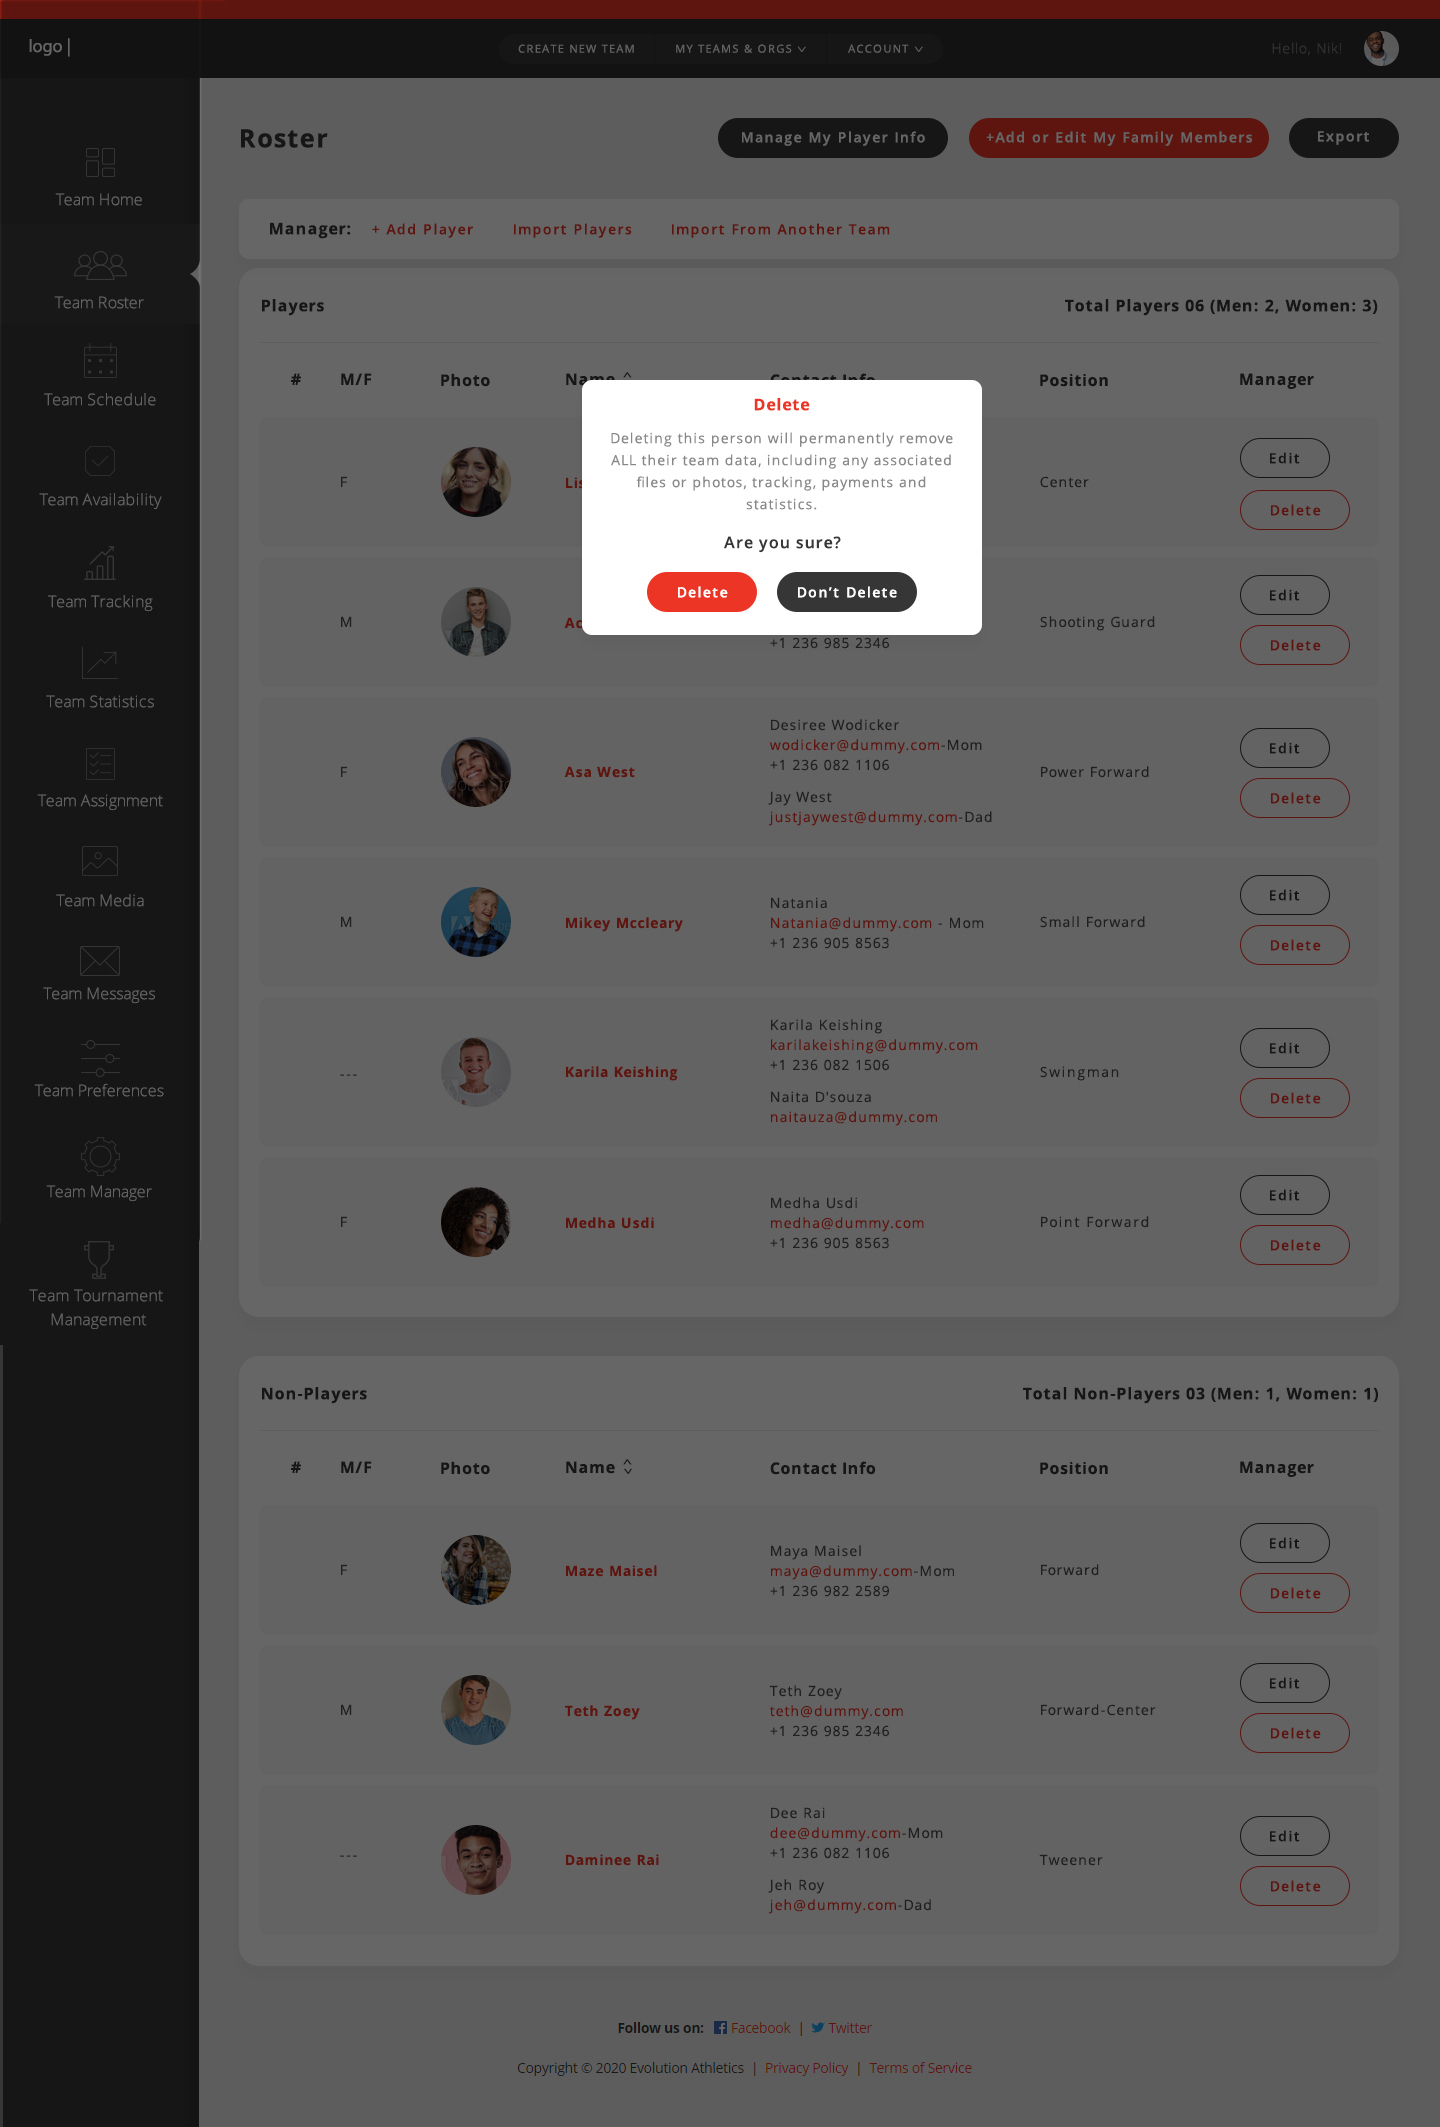 logo |
CREATE NEW TEAM
MY TEAMS & ORGS
ACCOUNT
Hello, Nik!
Team Home
Team Roster
Team Schedule
Team Availability
Team Tracking
Team Statistics
Team Assignment
Team Media
Team Messages
Team Preferences
Team Manager
Team Tournament
Management
Roster
Manage My Player Info
+Add or Edit My Family Members
Export
Manager: + Add Player Import Players Import From Another Team
Players
Total Players 06 (Men: 2, Women: 3)
# M/F Photo Name Contact Info Position Manager
Delete
Deleting this person will permanently remove
ALL their team data, including any associated
files or photos, tracking, payments and
statistics.
Are you sure?
Delete
Don’t Delete
F
Center
Edit
Delete
M
+1 236 985 2346
Shooting Guard
Edit
Delete
F
Asa West
Desiree Wodicker
wodicker@dummy.com-Mom
+1 236 082 1106
Jay West
justjaywest@dummy.com-Dad
Power Forward
Edit
Delete
M
Mikey Mccleary
Natania
Natania@dummy.com - Mom
+1 236 905 8563
Small Forward
Edit
Delete
---
Karila Keishing
Karila Keishing
karilakeishing@dummy.com
+1 236 082 1506
Naita D'souza
naitauza@dummy.com
Swingman
Edit
Delete
F
Medha Usdi
Medha Usdi
medha@dummy.com
+1 236 905 8563
Point Forward
Edit
Delete
Non-Players
Total Non-Players 03 (Men: 1, Women: 1)
# M/F Photo Name Contact Info Position Manager
F
Maze Maisel
Maya Maisel
maya@dummy.com-Mom
+1 236 982 2589
Forward
Edit
Delete
M
Teth Zoey
Teth Zoey
teth@dummy.com
+1 236 985 2346
Forward-Center
Edit
Delete
---
Daminee Rai
Dee Rai
dee@dummy.com-Mom
+1 236 082 1106
Jeh Roy
jeh@dummy.com-Dad
Tweener
Edit
Delete
Follow us on: Facebook | Twitter
Copyright © 2020 Evolution Athletics | Privacy Policy | Terms of Service